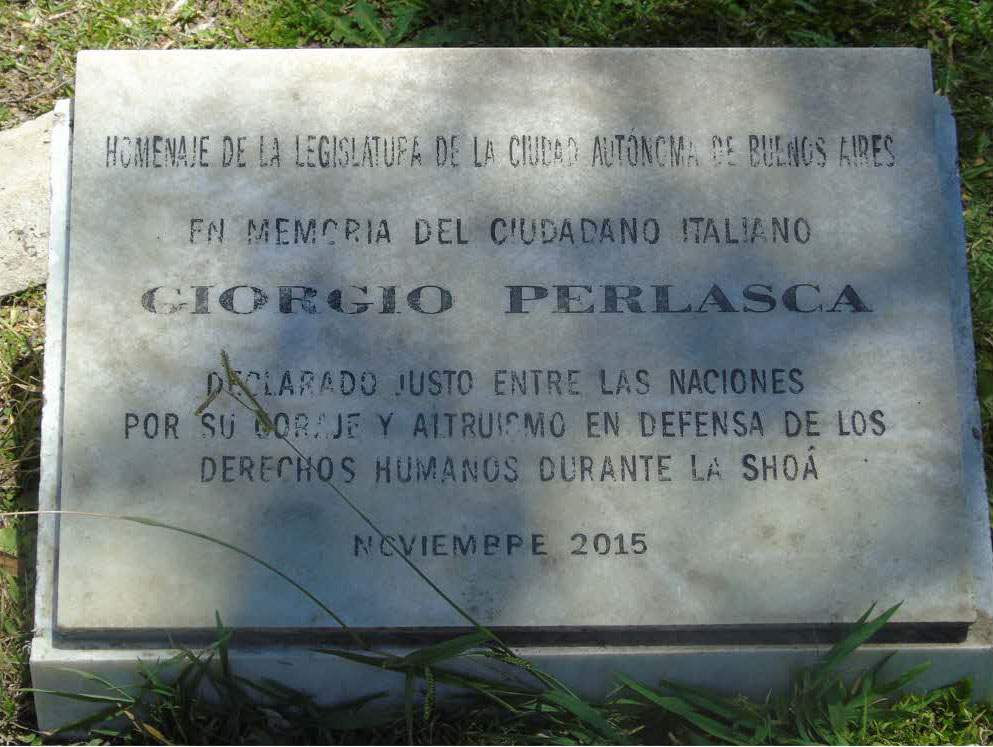 HOMENAJE DE LA LEGISLATURA DE LA CIUDAD AUTÓNOMA DE BUENOS AIRES
EN MEMORIA DEL CIUDADANO ITALIANO
GIORGIO PERLASCA
DECLARADO JUSTO ENTRE LAS NACIONES
POR SU CORAJE Y ALTRUISMO EN DEFENSA DE LOS
DERECHOS HUMANOS DURANTE LA SHOÁ
NOVIEMBRE 2015